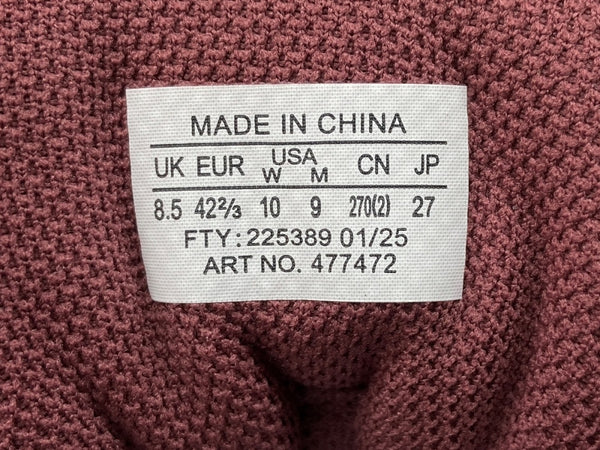 MADE IN CHINA
UK EUR USA W M CN JP
8.5 42⅔ 10 9 270(2) 27
FTY: 225389 01/25
ART NO. 477472